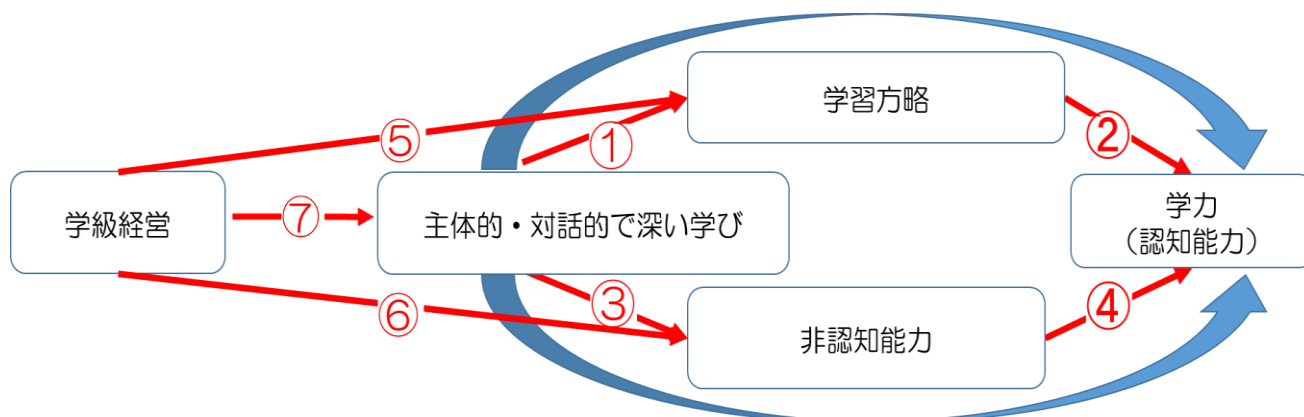 学習方略
⑤
①
②
学級経営
⑦
主体的・対話的で深い学び
学力
（認知能力）
⑥
③
④
非認知能力